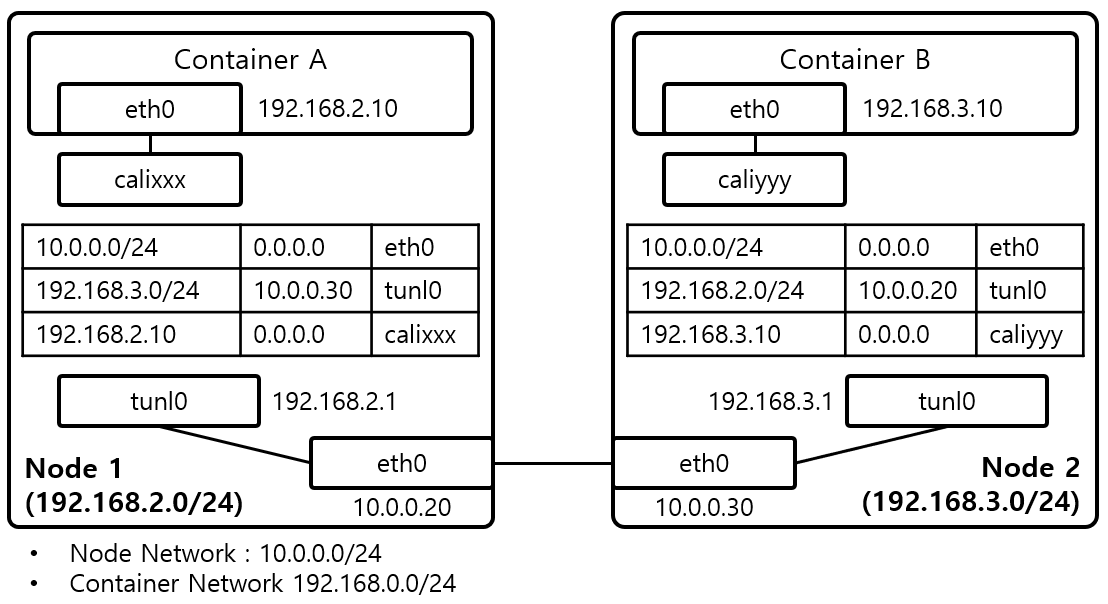 Container A
eth0 192.168.2.10
calixxx
10.0.0.0/24 0.0.0.0 eth0
192.168.3.0/24 10.0.0.30 tunl0
192.168.2.10 0.0.0.0 calixxx
tunl0 192.168.2.1
eth0
10.0.0.20
Node 1
(192.168.2.0/24)
Container B
eth0 192.168.3.10
caliyyy
10.0.0.0/24 0.0.0.0 eth0
192.168.2.0/24 10.0.0.20 tunl0
192.168.3.10 0.0.0.0 caliyyy
192.168.3.1 tunl0
eth0
10.0.0.30
Node 2
(192.168.3.0/24)
• Node Network : 10.0.0.0/24
• Container Network 192.168.0.0/24